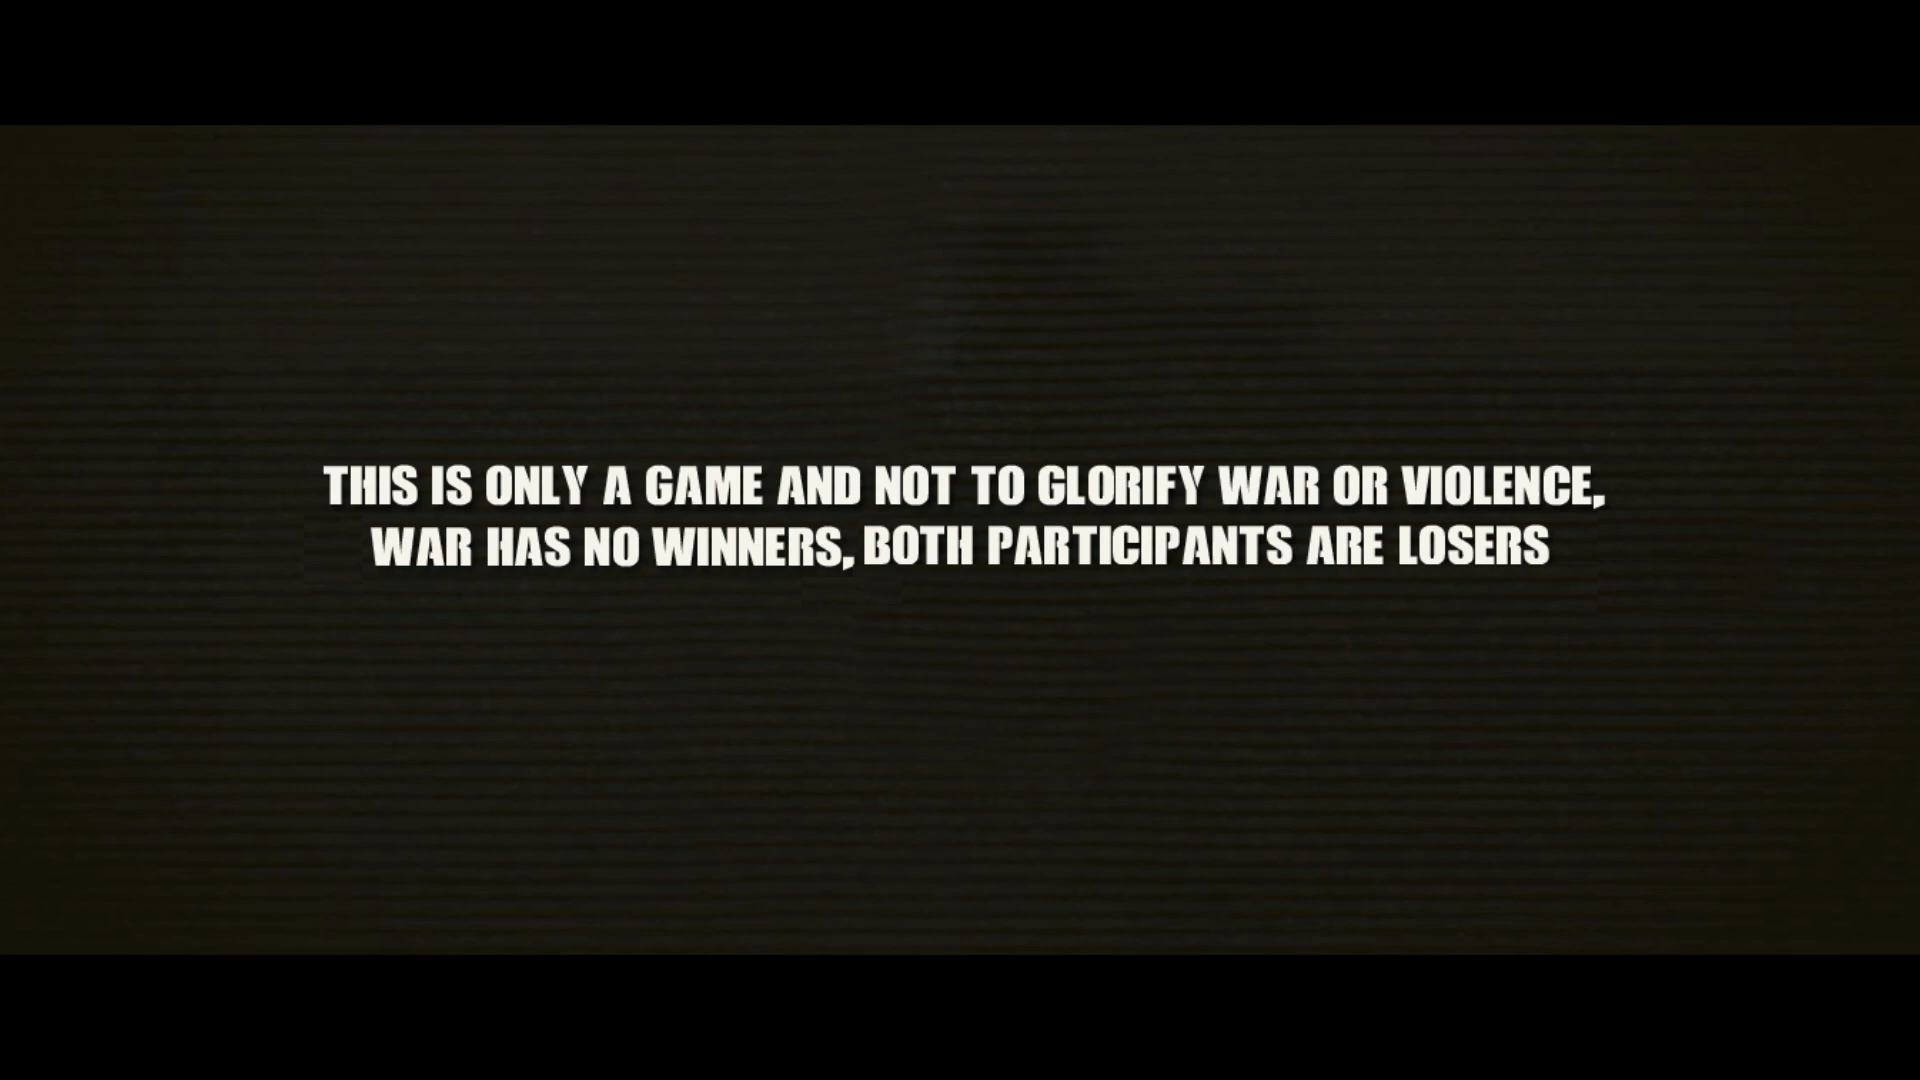 THIS IS ONLY A GAME AND NOT TO GLORIFY WAR OR VIOLENCE,
WAR HAS NO WINNERS, BOTH PARTICIPANTS ARE LOSERS